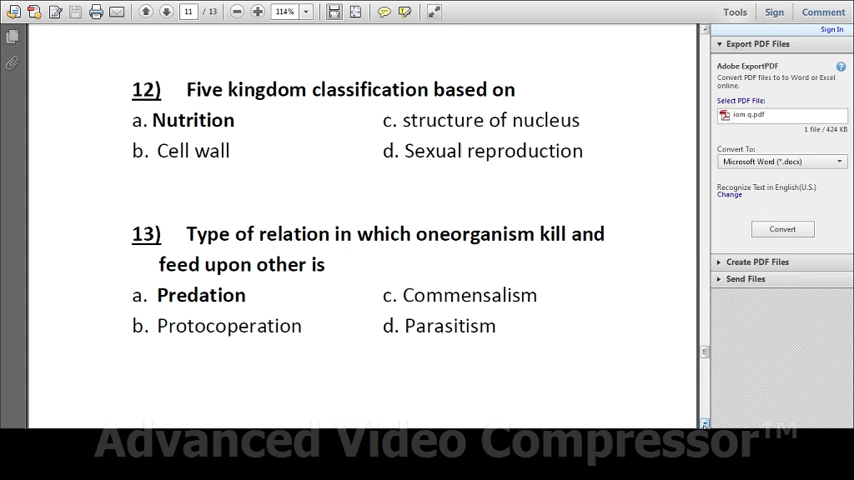 11 / 13
114%
Tools
Sign
Comment
Sign In
12) Five kingdom classification based on
a. Nutrition
c. structure of nucleus
b. Cell wall
d. Sexual reproduction
13) Type of relation in which oneorganism kill and
feed upon other is
a. Predation
c. Commensalism
b. Protocoperation
d. Parasitism
Export PDF Files
Adobe ExportPDF
Convert PDF files to to Word or Excel
online.
Select PDF File:
iom q.pdf
1 file / 424 KB
Convert To:
Microsoft Word (*.docx)
Recognize Text in English(U.S.)
Change
Convert
Create PDF Files
Send Files
Advanced Video Compressor™